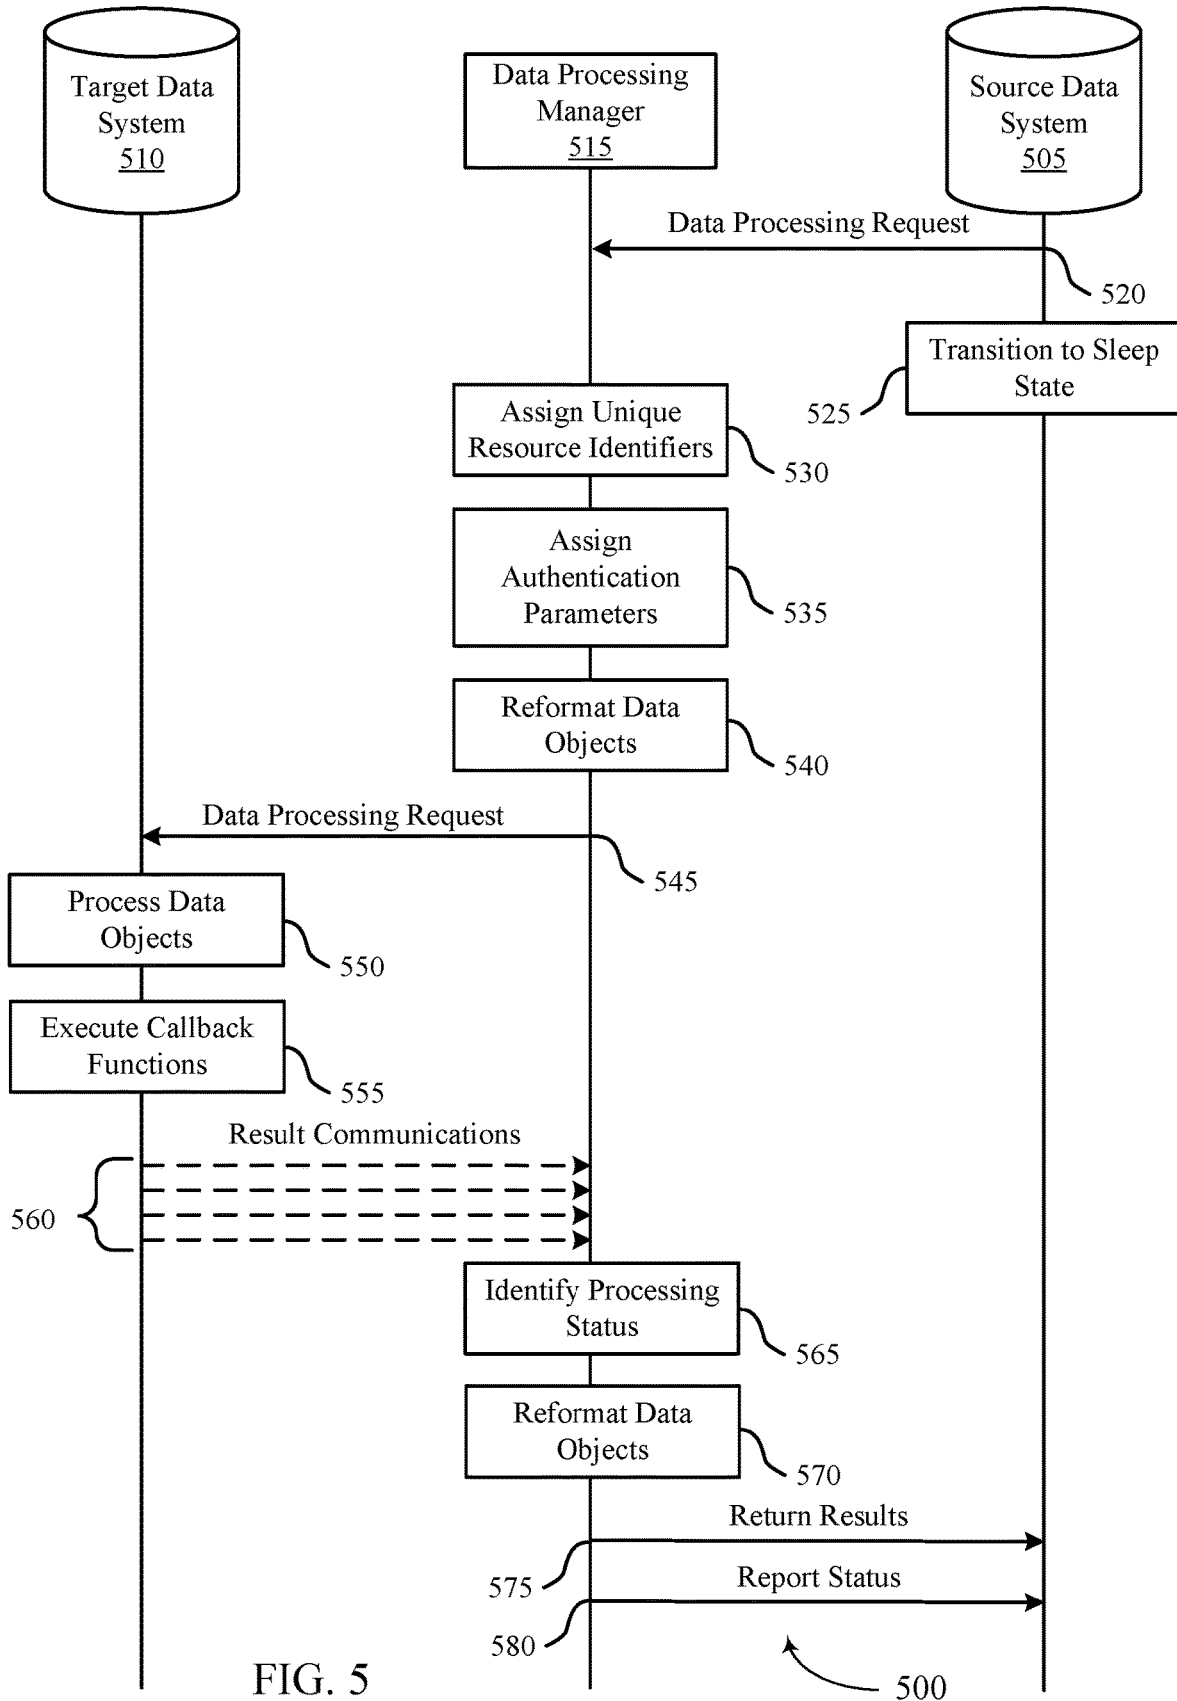 Target Data
System
510
Data Processing
Manager
515
Source Data
System
505
Data Processing Request
520
Transition to Sleep
State
525
Assign Unique
Resource Identifiers
530
Assign
Authentication
Parameters
535
Reformat Data
Objects
540
Data Processing Request
545
Process Data
Objects
550
Execute Callback
Functions
555
Result Communications
560
Identify Processing
Status
565
Reformat Data
Objects
570
Return Results
575
Report Status
580
500
FIG. 5